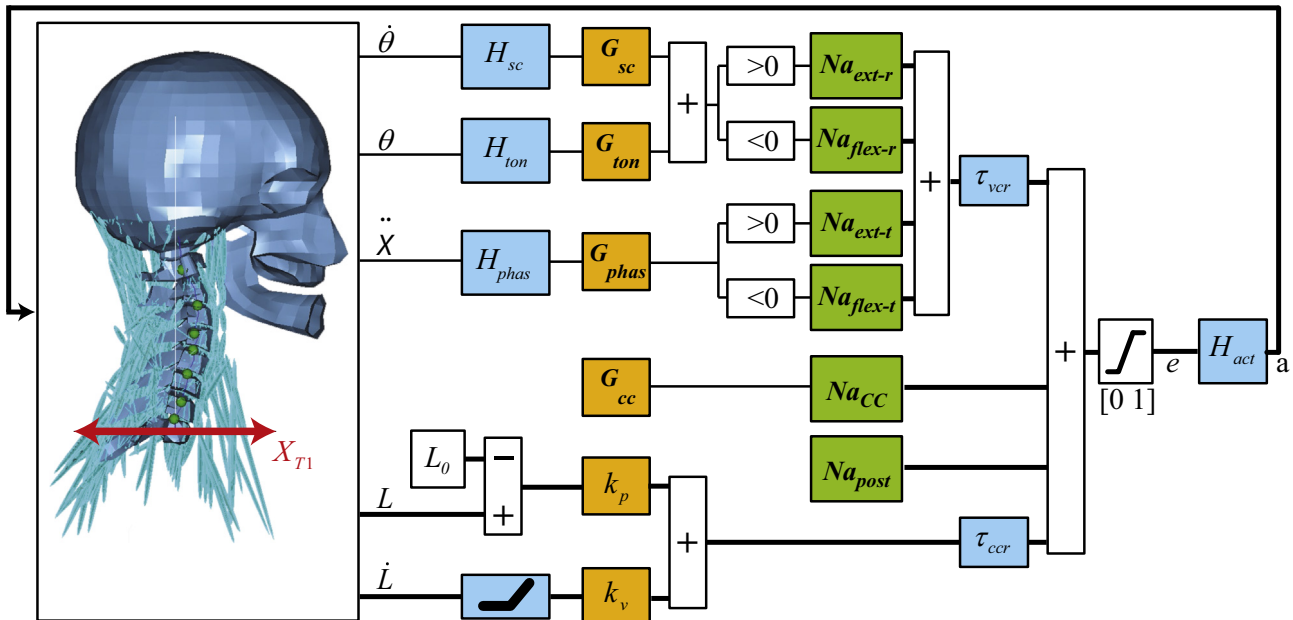 θ̇ H_sc G_sc + >0 Na_ext-r
θ H_ton G_ton <0 Na_flex-r
+ τ_vcr +
Ẍ H_phas G_phas >0 Na_ext-t
<0 Na_flex-t
e H_act a
[0 1]
G_cc Na_CC
X_T1
L_0 − k_p Na_post
L +
+ τ_ccr
L̇ k_v